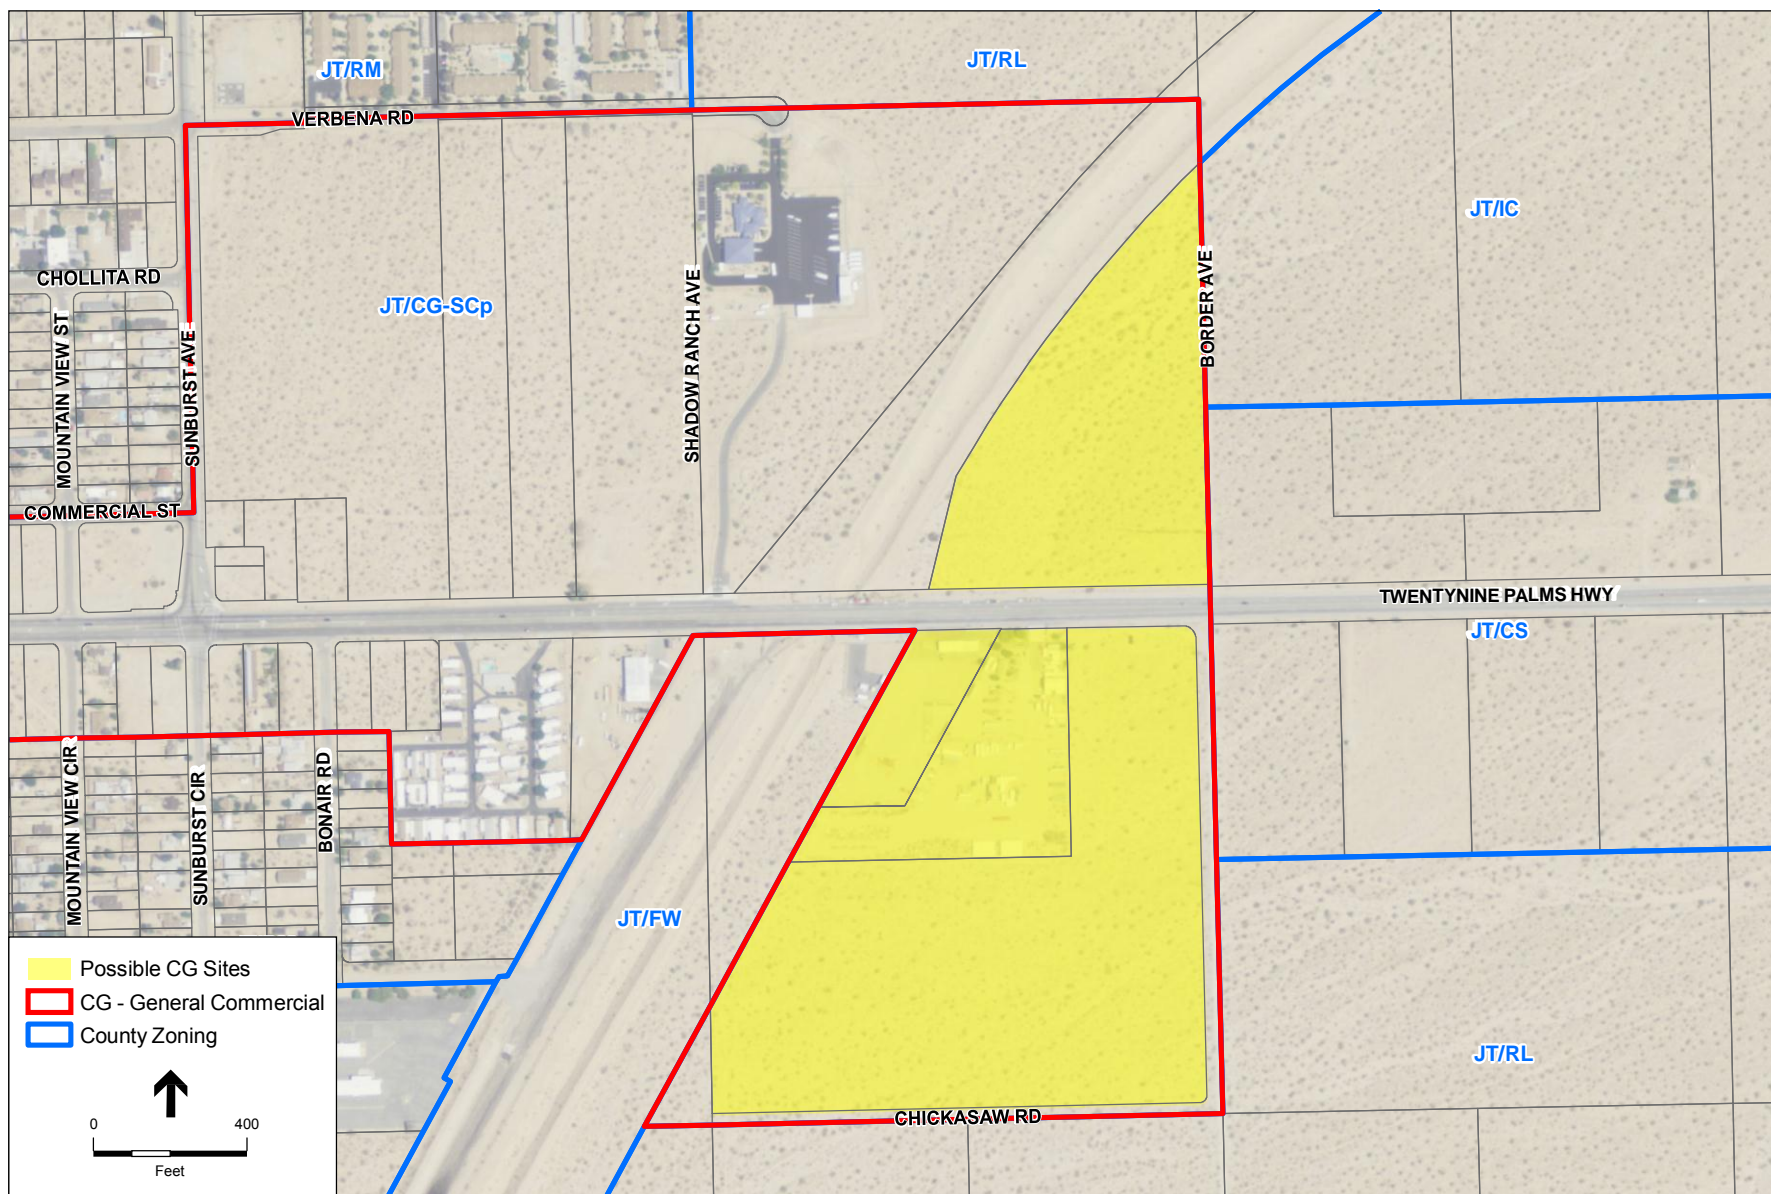 JT/RM
JT/RL
VERBENA RD
JT/IC
CHOLLITA RD
JT/CG-SCp
MOUNTAIN VIEW ST
SUNBURST AVE
SHADOW RANCH AVE
BORDER AVE
COMMERCIAL ST
TWENTYNINE PALMS HWY
JT/CS
MOUNTAIN VIEW CIR
SUNBURST CIR
BONAIR RD
JT/FW
JT/RL
CHICKASAW RD
Possible CG Sites
CG - General Commercial
County Zoning
0 400
Feet